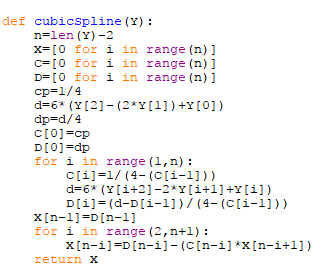 def cubicSpline(Y):
    n=len(Y)-2
    X=[0 for i in range(n)]
    C=[0 for i in range(n)]
    D=[0 for i in range(n)]
    cp=1/4
    d=6*(Y[2]-(2*Y[1])+Y[0])
    dp=d/4
    C[0]=cp
    D[0]=dp
    for i in range(1,n):
        C[i]=1/(4-(C[i-1]))
        d=6*(Y[i+2]-2*Y[i+1]+Y[i])
        D[i]=(d-D[i-1])/(4-(C[i-1]))
    X[n-1]=D[n-1]
    for i in range(2,n+1):
        X[n-i]=D[n-i]-(C[n-i]*X[n-i+1])
    return X